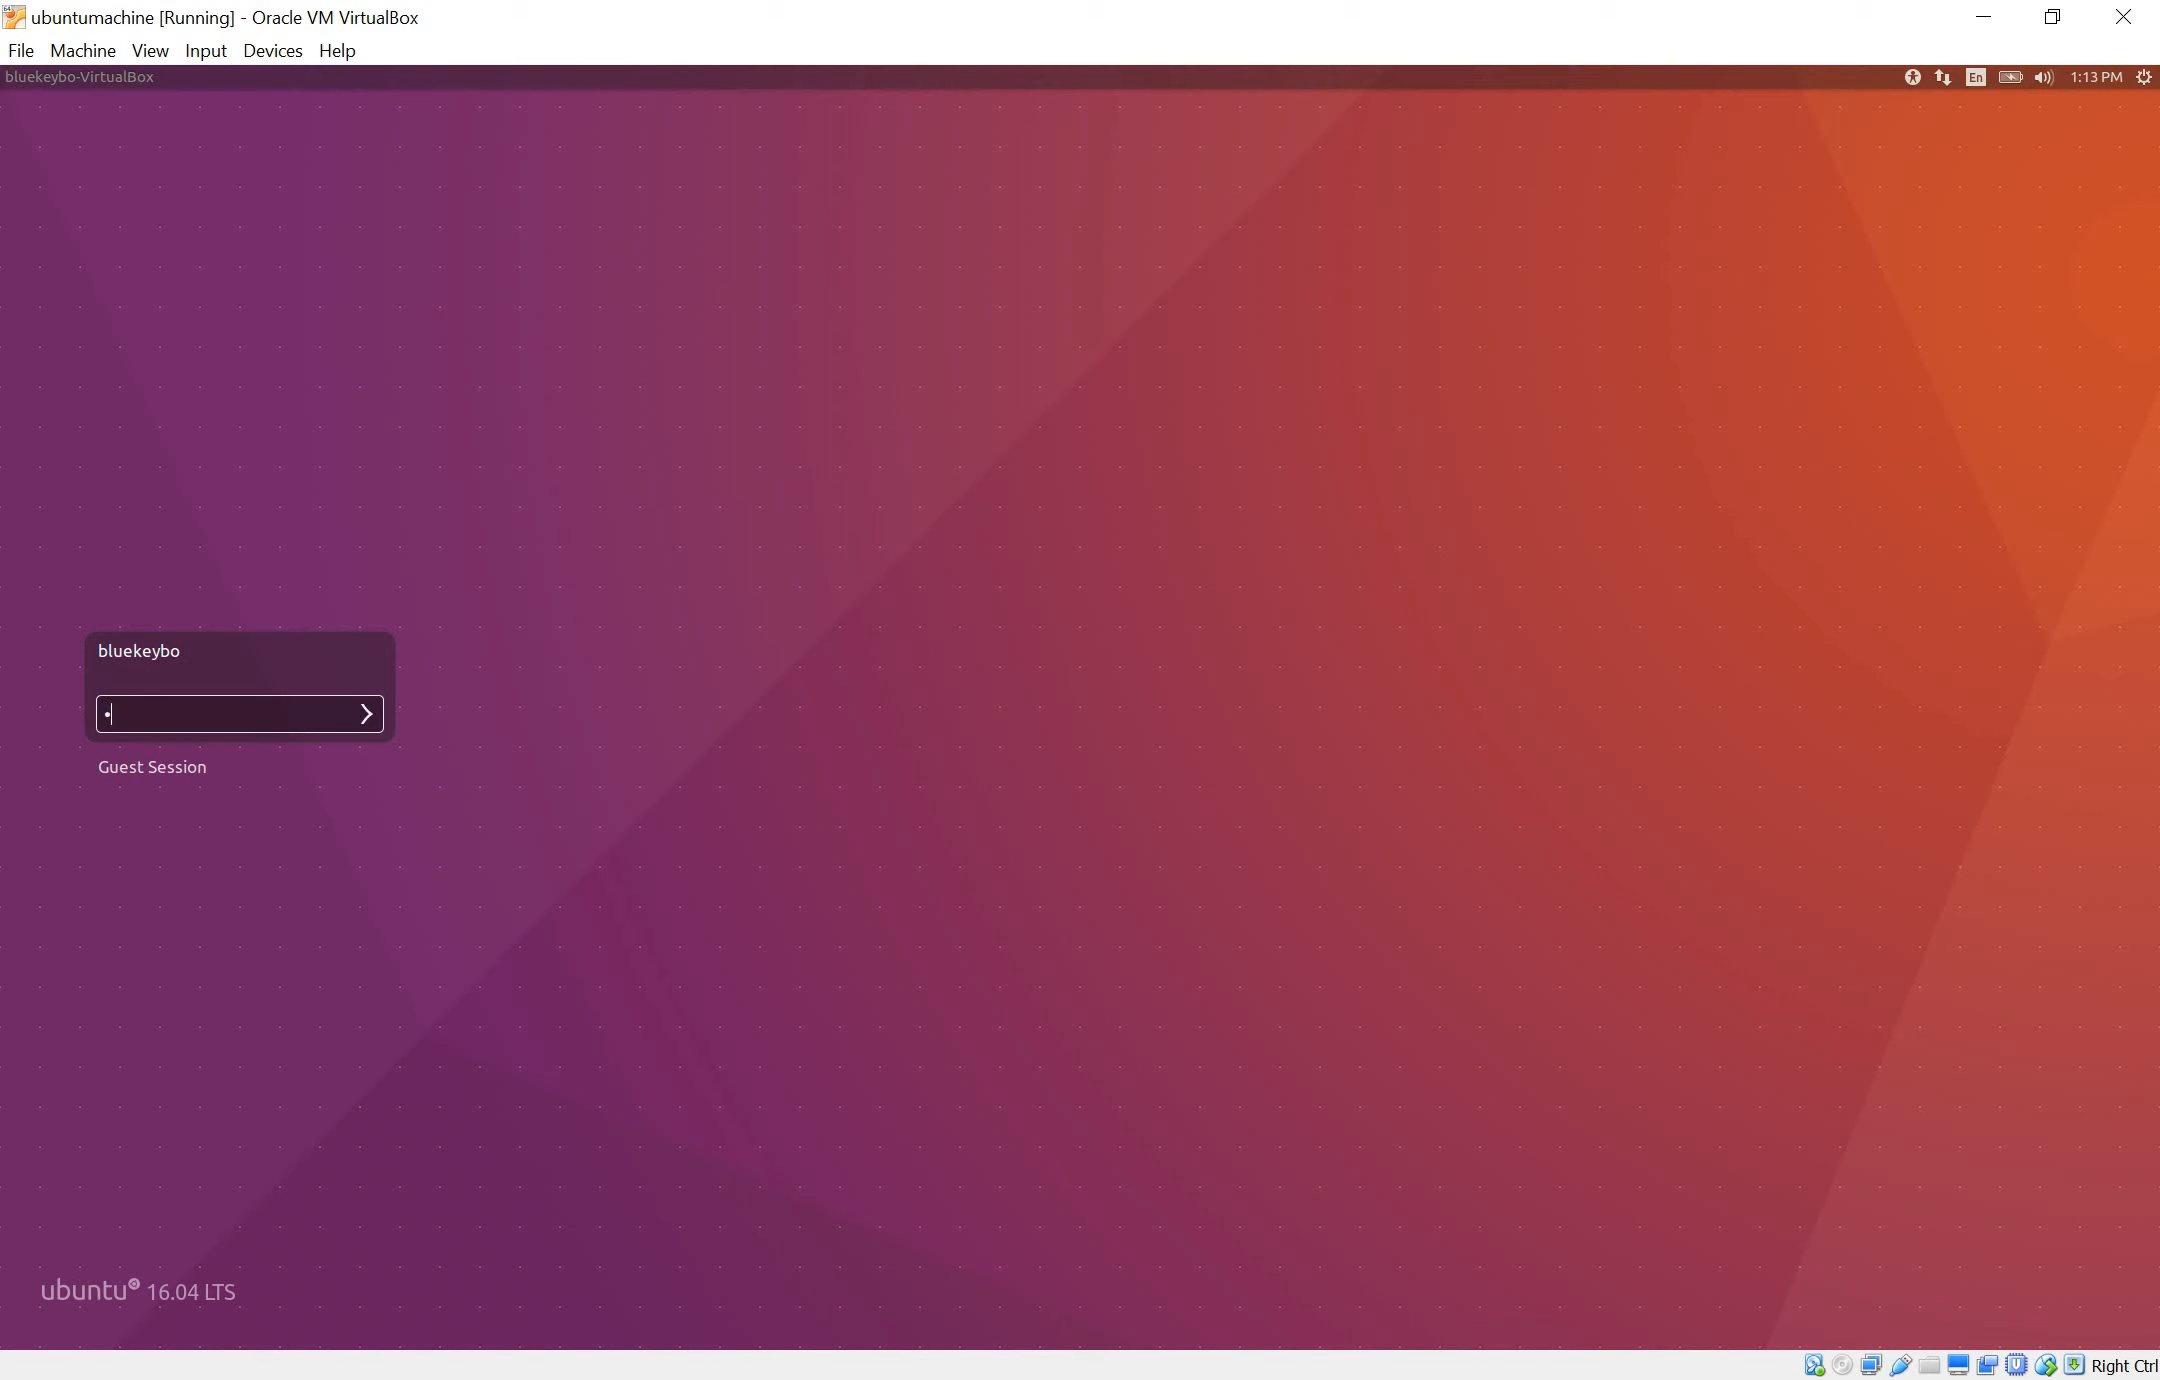 ubuntumachine [Running] - Oracle VM VirtualBox
File Machine View Input Devices Help
bluekeybo-VirtualBox En 1:13 PM
bluekeybo
Guest Session
ubuntu 16.04 LTS
Right Ctrl